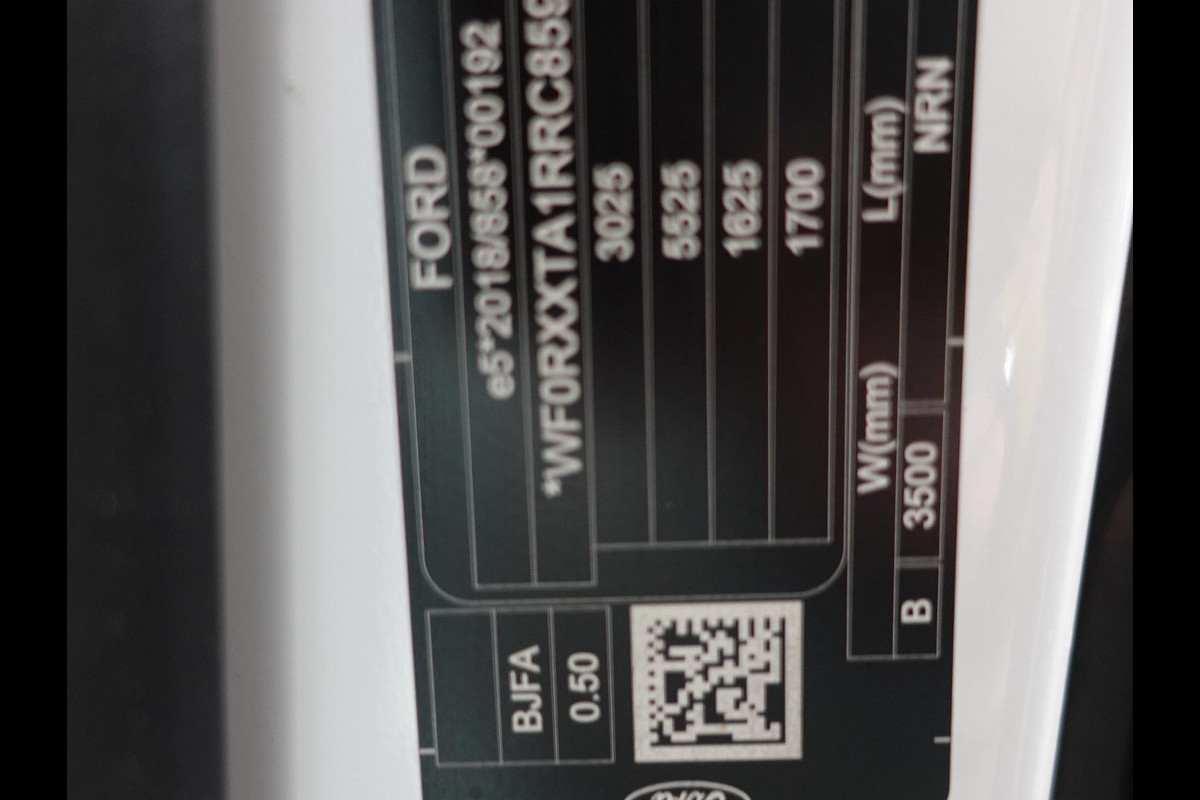 FORD
e5*2018/858*00192
*WF0RXXTA1RRC859
3025
5525
1625
1700
BJFA
0.50
W(mm) L(mm)
B 3500 NRN